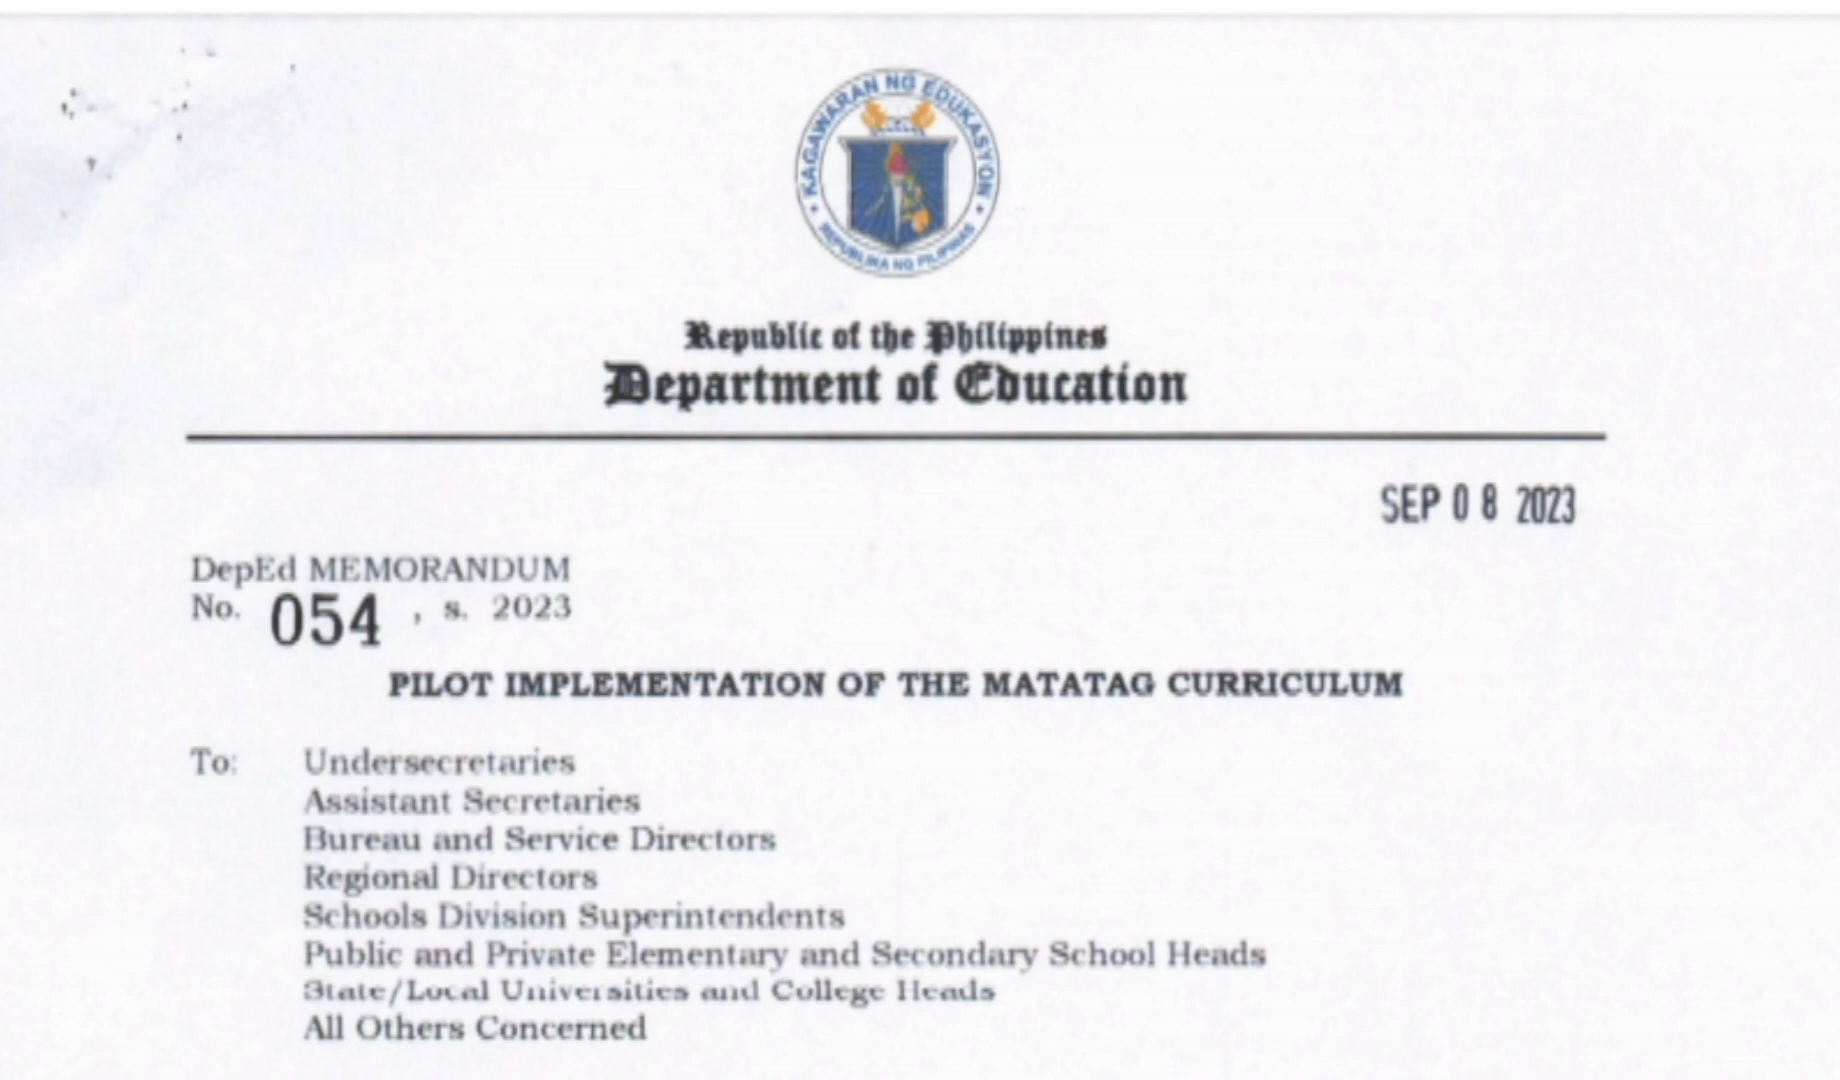 KAGAWARAN NG EDUKASYON
REPUBLIKA NG PILIPINAS
Republic of the Philippines
Department of Education
SEP 08 2023
DepEd MEMORANDUM
No. 054 , s. 2023
PILOT IMPLEMENTATION OF THE MATATAG CURRICULUM
To: Undersecretaries
Assistant Secretaries
Bureau and Service Directors
Regional Directors
Schools Division Superintendents
Public and Private Elementary and Secondary School Heads
State/Local Universities and College Heads
All Others Concerned